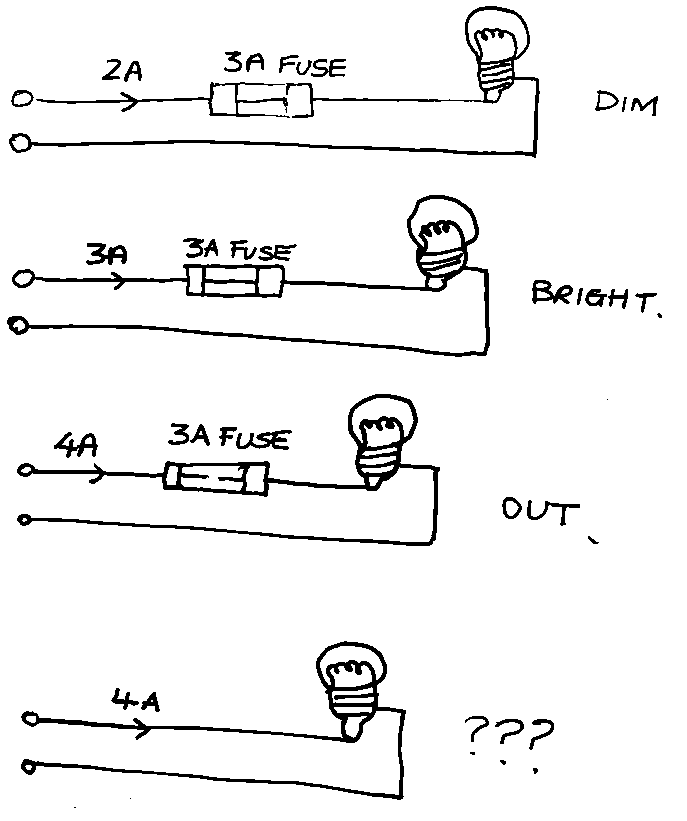 2A 3A FUSE
DIM
3A 3A FUSE
BRIGHT.
4A 3A FUSE
OUT.
4A
???